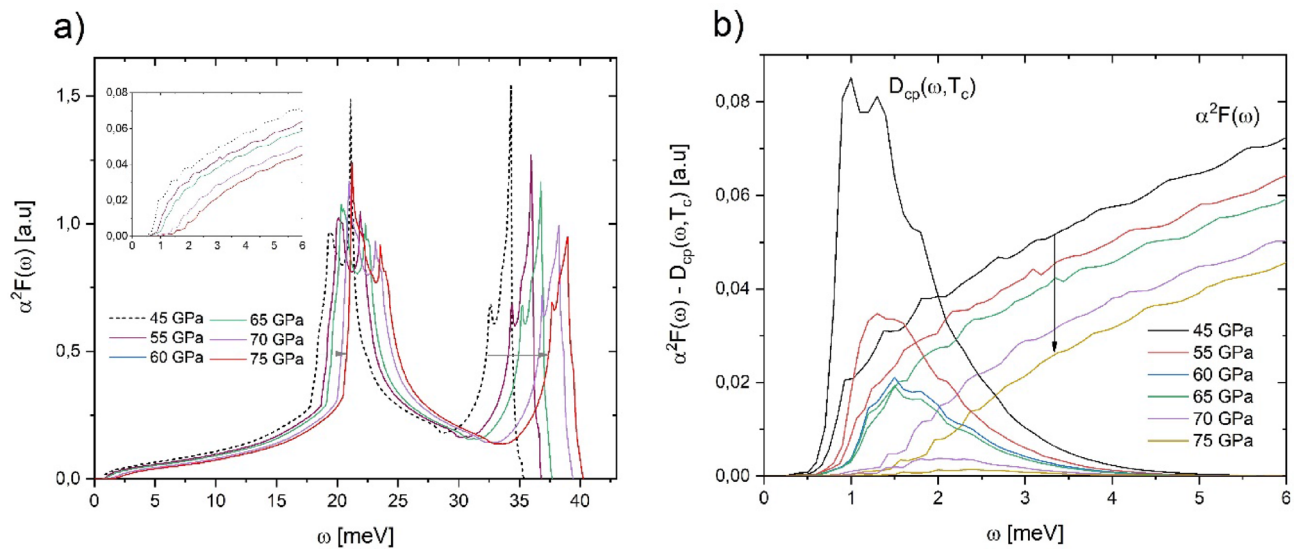 a)
α²F(ω) [a.u]
1,5
1,0
0,5
0,0
0,08
0,06
0,04
0,02
0,00
0 1 2 3 4 5 6
45 GPa 65 GPa
55 GPa 70 GPa
60 GPa 75 GPa
0 5 10 15 20 25 30 35 40
ω [meV]
b)
α²F(ω) - D_cp(ω,T_c) [a.u]
0,08
0,06
0,04
0,02
0,00
D_cp(ω,T_c)
α²F(ω)
45 GPa
55 GPa
60 GPa
65 GPa
70 GPa
75 GPa
0 1 2 3 4 5 6
ω [meV]